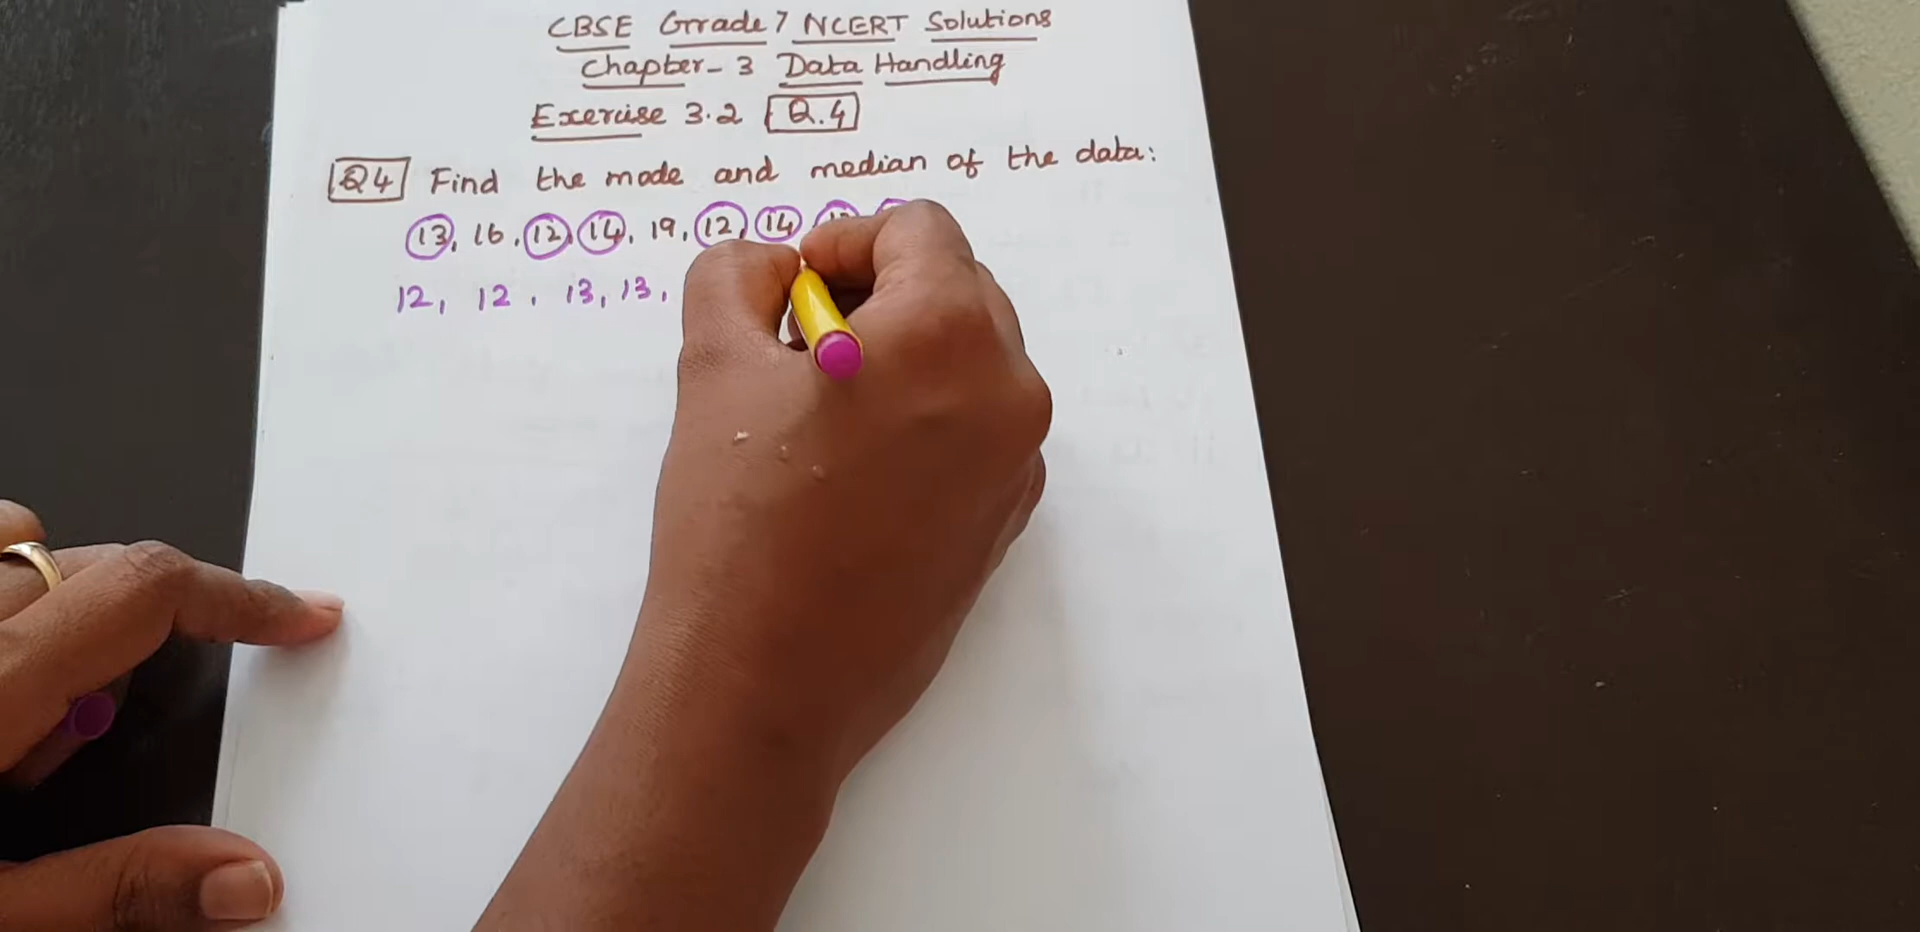 CBSE Grade 7 NCERT Solutions
Chapter-3 Data Handling
Exercise 3.2 Q.4
Q4 Find the mode and median of the data:
13, 16, 12, 14, 19, 12, 14,
12, 12, 13, 13,